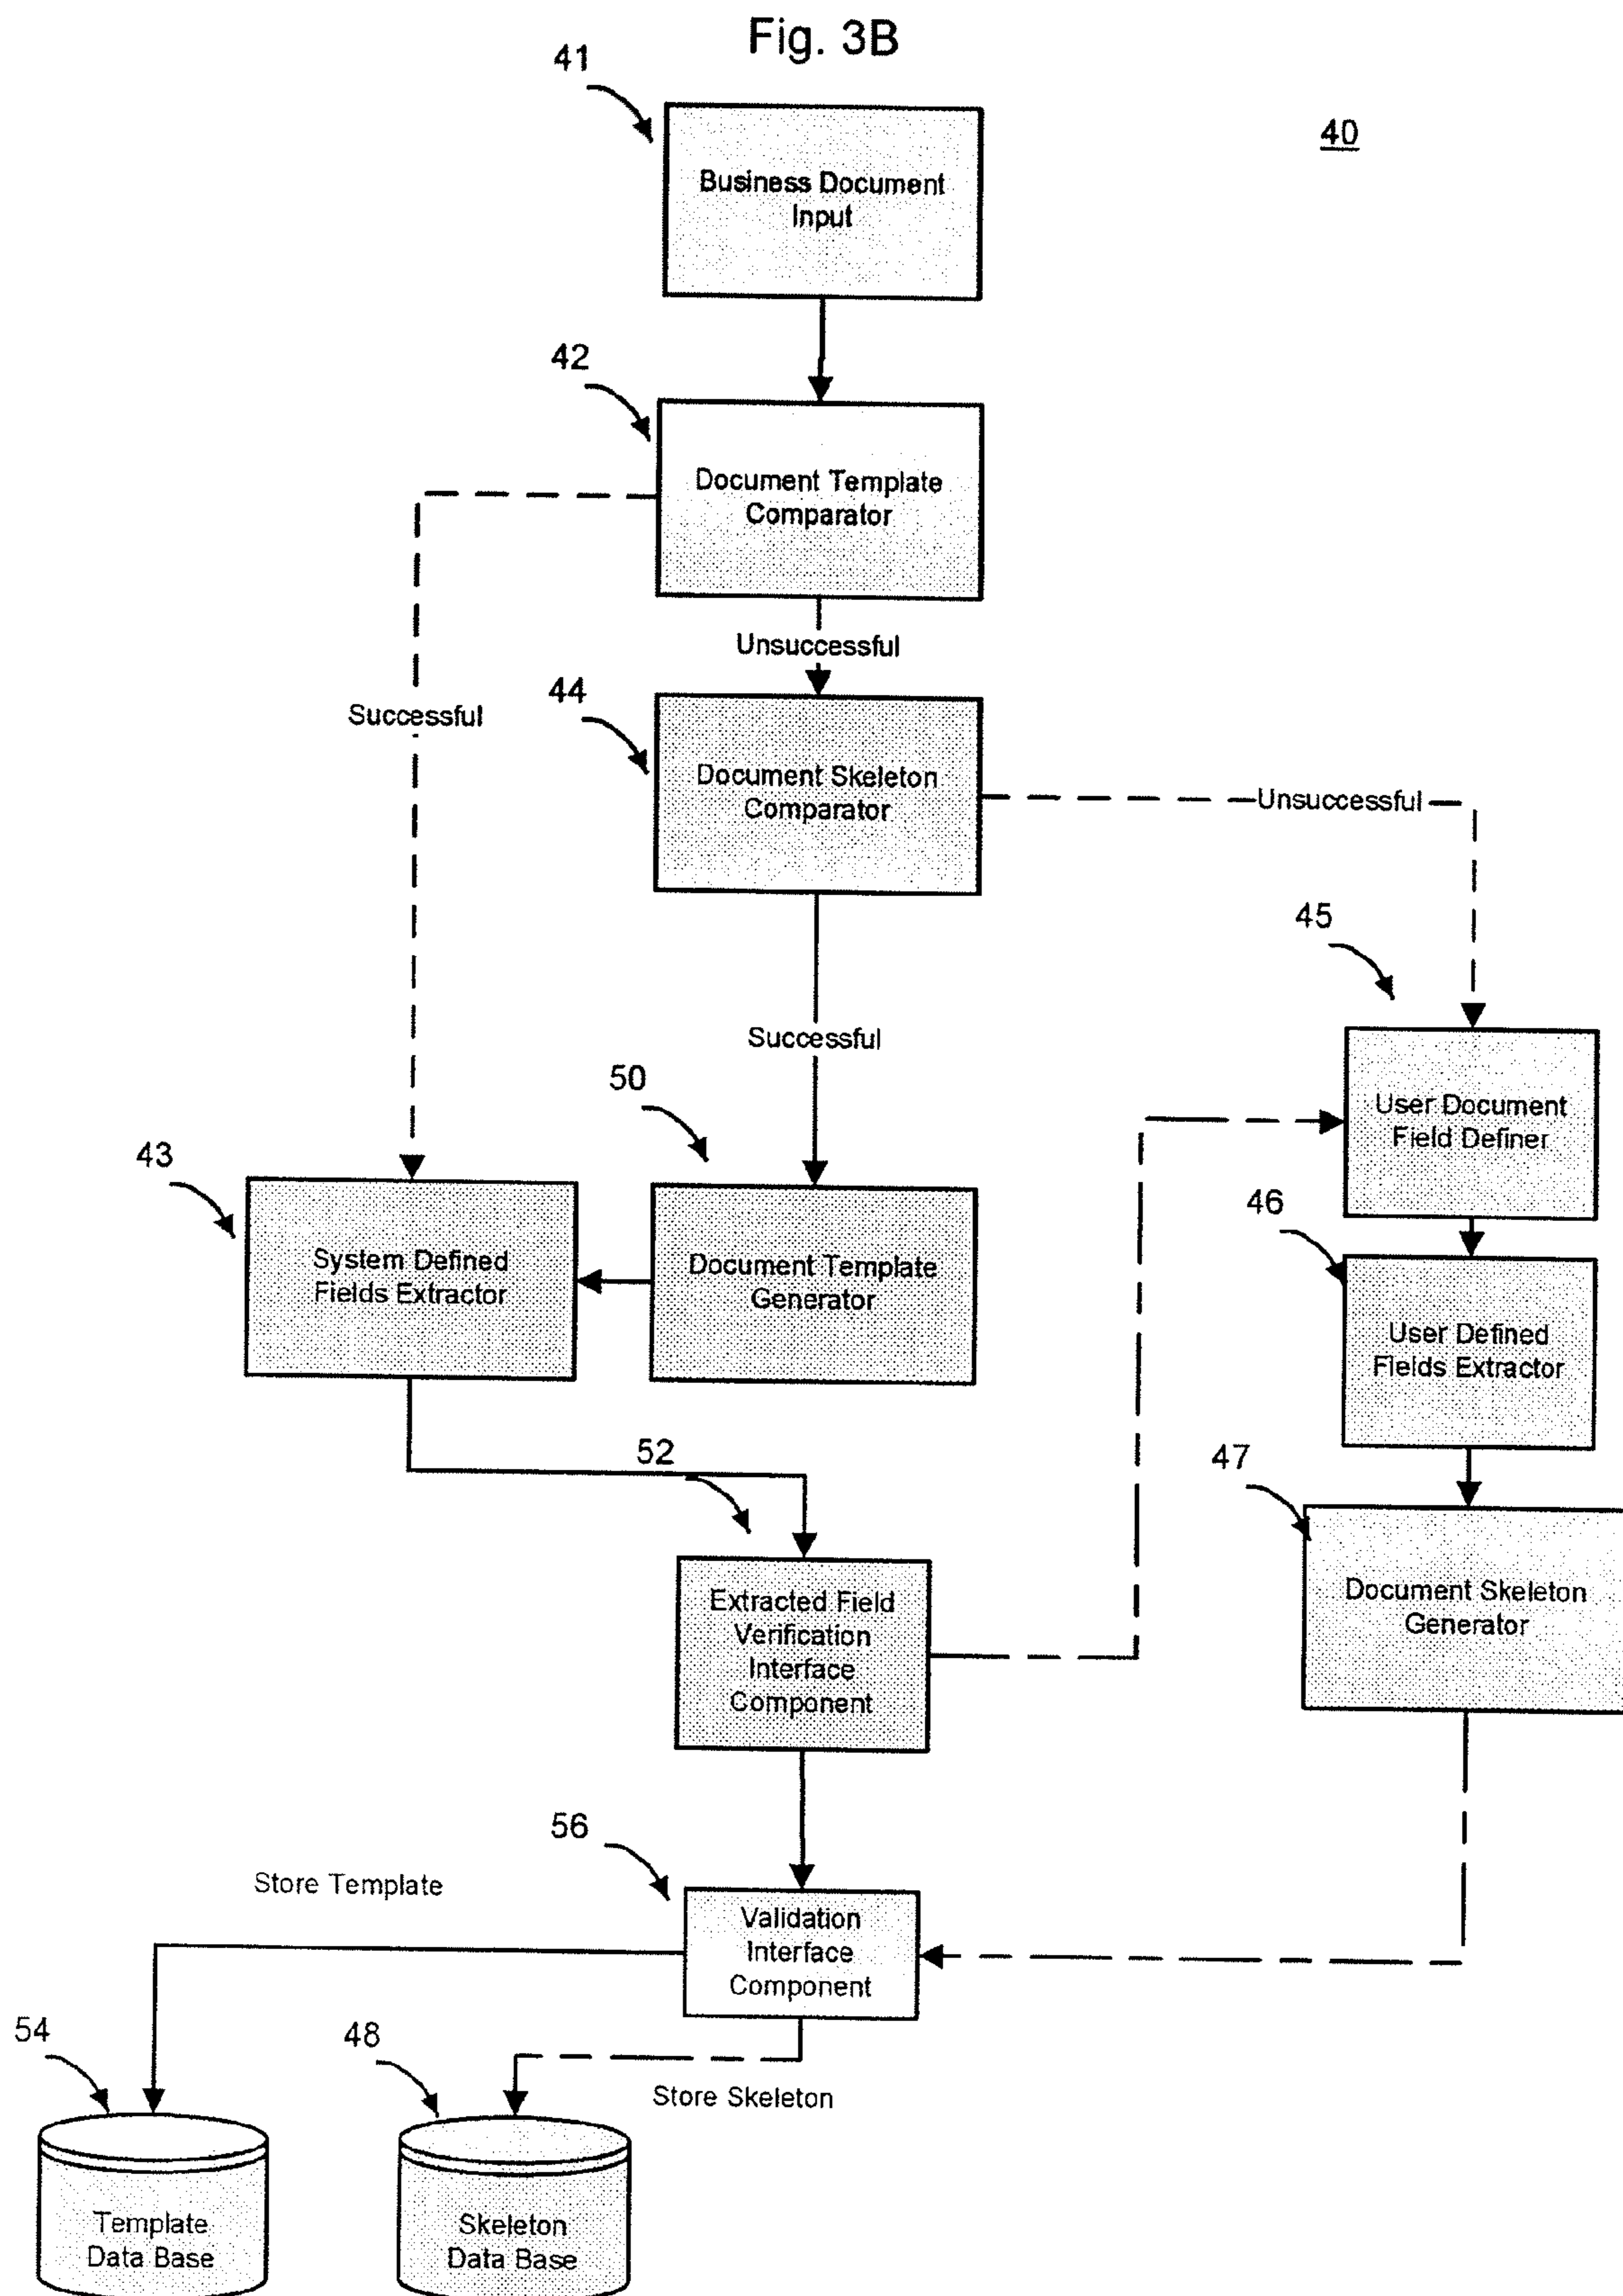 Fig. 3B
41
40
Business Document
Input
42
Document Template
Comparator
Unsuccessful
44
Successful
Document Skeleton
Comparator
Unsuccessful
45
Successful
50
User Document
Field Definer
43
46
System Defined
Fields Extractor
Document Template
Generator
User Defined
Fields Extractor
52
47
Extracted Field
Verification
Interface
Component
Document Skeleton
Generator
56
Store Template
Validation
Interface
Component
54
48
Store Skeleton
Template
Data Base
Skeleton
Data Base